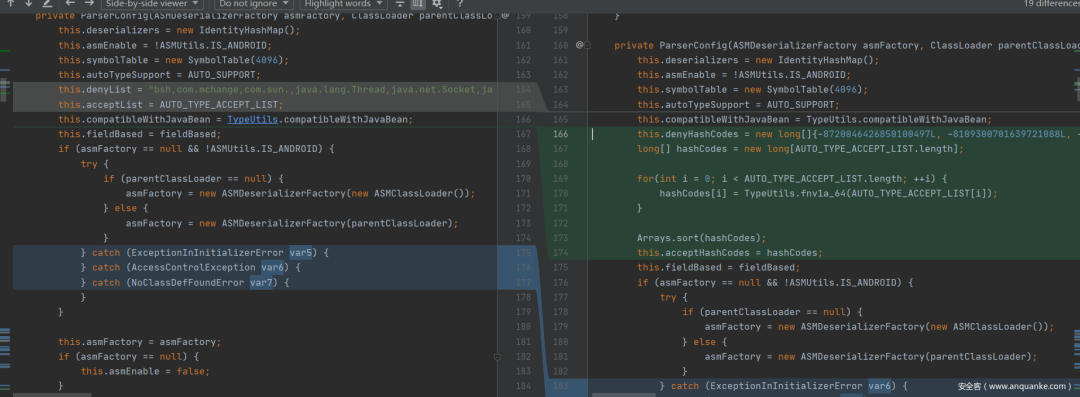 Side-by-side viewer
Do not ignore
Highlight words
?
19 differences
private ParserConfig(ASMDeserializerFactory asmFactory, ClassLoader parentClassLo
this.deserializers = new IdentityHashMap();
this.asmEnable = !ASMUtils.IS_ANDROID;
this.symbolTable = new SymbolTable(4096);
this.autoTypeSupport = AUTO_SUPPORT;
this.denyList = "bsh,com.mchange,com.sun.,java.lang.Thread,java.net.Socket,ja
this.acceptList = AUTO_TYPE_ACCEPT_LIST;
this.compatibleWithJavaBean = TypeUtils.compatibleWithJavaBean;
this.fieldBased = fieldBased;
if (asmFactory == null && !ASMUtils.IS_ANDROID) {
try {
if (parentClassLoader == null) {
asmFactory = new ASMDeserializerFactory(new ASMClassLoader());
} else {
asmFactory = new ASMDeserializerFactory(parentClassLoader);
}
} catch (ExceptionInInitializerError var5) {
} catch (AccessControlException var6) {
} catch (NoClassDefFoundError var7) {
}
}
this.asmFactory = asmFactory;
if (asmFactory == null) {
this.asmEnable = false;
}
159 158
160 159
161 160
162 161
163 162
164 163
165 164
166 165
167 166
168 167
169 168
170 169
171 170
172 171
173 172
174 173
175 174
176 175
177 176
178 177
179 178
180 179
181 180
182 181
183 182
184 183
}
private ParserConfig(ASMDeserializerFactory asmFactory, ClassLoader parentClassLoa
this.deserializers = new IdentityHashMap();
this.asmEnable = !ASMUtils.IS_ANDROID;
this.symbolTable = new SymbolTable(4096);
this.autoTypeSupport = AUTO_SUPPORT;
this.compatibleWithJavaBean = TypeUtils.compatibleWithJavaBean;
this.denyHashCodes = new long[]{-8720046426850100497L, -8109300701639721088L, -
long[] hashCodes = new long[AUTO_TYPE_ACCEPT_LIST.length];
for(int i = 0; i < AUTO_TYPE_ACCEPT_LIST.length; ++i) {
hashCodes[i] = TypeUtils.fnv1a_64(AUTO_TYPE_ACCEPT_LIST[i]);
}
Arrays.sort(hashCodes);
this.acceptHashCodes = hashCodes;
this.fieldBased = fieldBased;
if (asmFactory == null && !ASMUtils.IS_ANDROID) {
try {
if (parentClassLoader == null) {
asmFactory = new ASMDeserializerFactory(new ASMClassLoader());
} else {
asmFactory = new ASMDeserializerFactory(parentClassLoader);
}
} catch (ExceptionInInitializerError var6) {
安全客（www.anquanke.com）